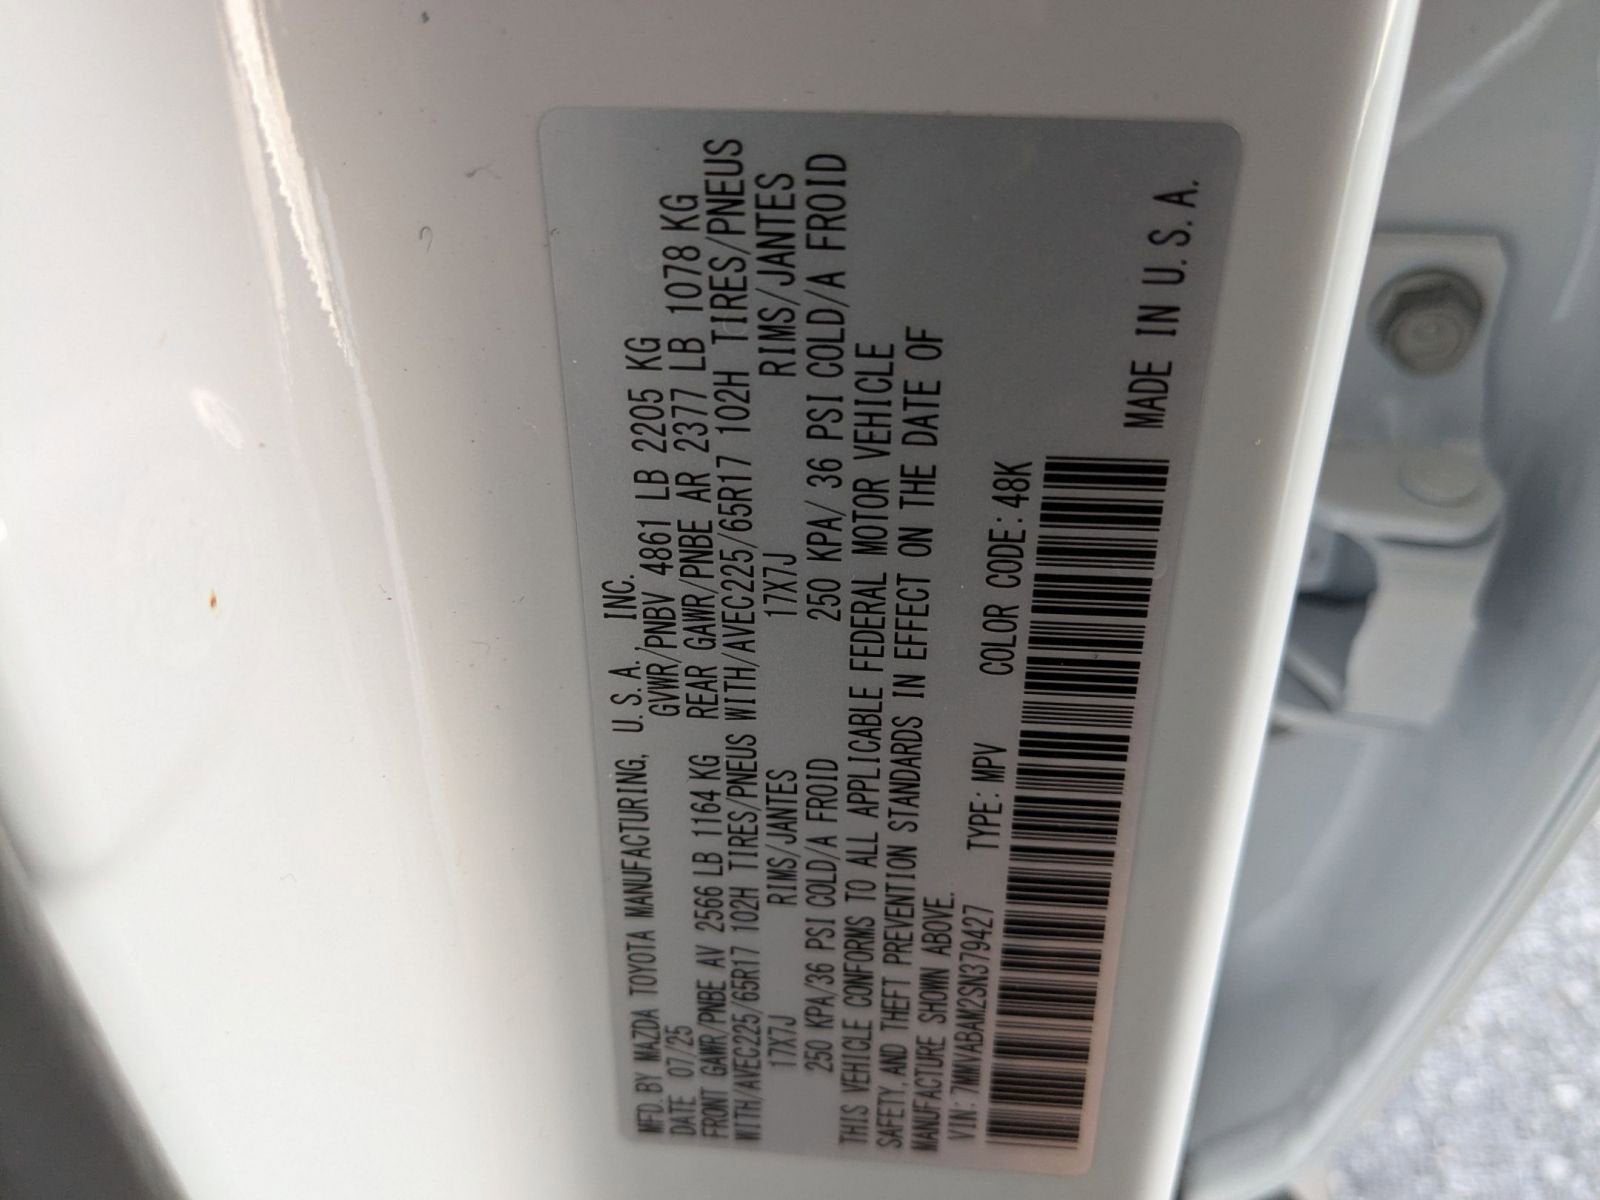 MFD. BY MAZDA TOYOTA MANUFACTURING, U. S. A., INC.
DATE 07/25 GVWR/PNBV 4861 LB 2205 KG
FRONT GAWR/PNBE AV 2566 LB 1164 KG REAR GAWR/PNBE AR 2377 LB 1078 KG
WITH/AVEC225/65R17 102H TIRES/PNEUS WITH/AVEC225/65R17 102H TIRES/PNEUS
17X7J RIMS/JANTES 17X7J RIMS/JANTES
250 KPA/36 PSI COLD/A FROID 250 KPA/ 36 PSI COLD/A FROID
THIS VEHICLE CONFORMS TO ALL APPLICABLE FEDERAL MOTOR VEHICLE
SAFETY, AND THEFT PREVENTION STANDARDS IN EFFECT ON THE DATE OF
MANUFACTURE SHOWN ABOVE.
VIN: 7MMVABAM2SN379427 TYPE: MPV COLOR CODE: 48K
MADE IN U. S. A.